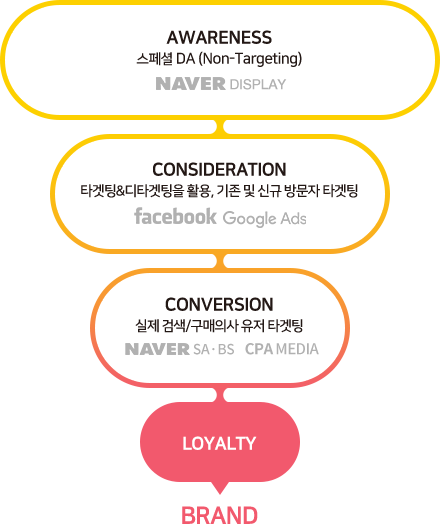 AWARENESS
스페셜 DA (Non-Targeting)
NAVER DISPLAY
CONSIDERATION
타겟팅&디타겟팅을 활용, 기존 및 신규 방문자 타겟팅
facebook Google Ads
CONVERSION
실제 검색/구매의사 유저 타겟팅
NAVER SA·BS CPA MEDIA
LOYALTY
BRAND